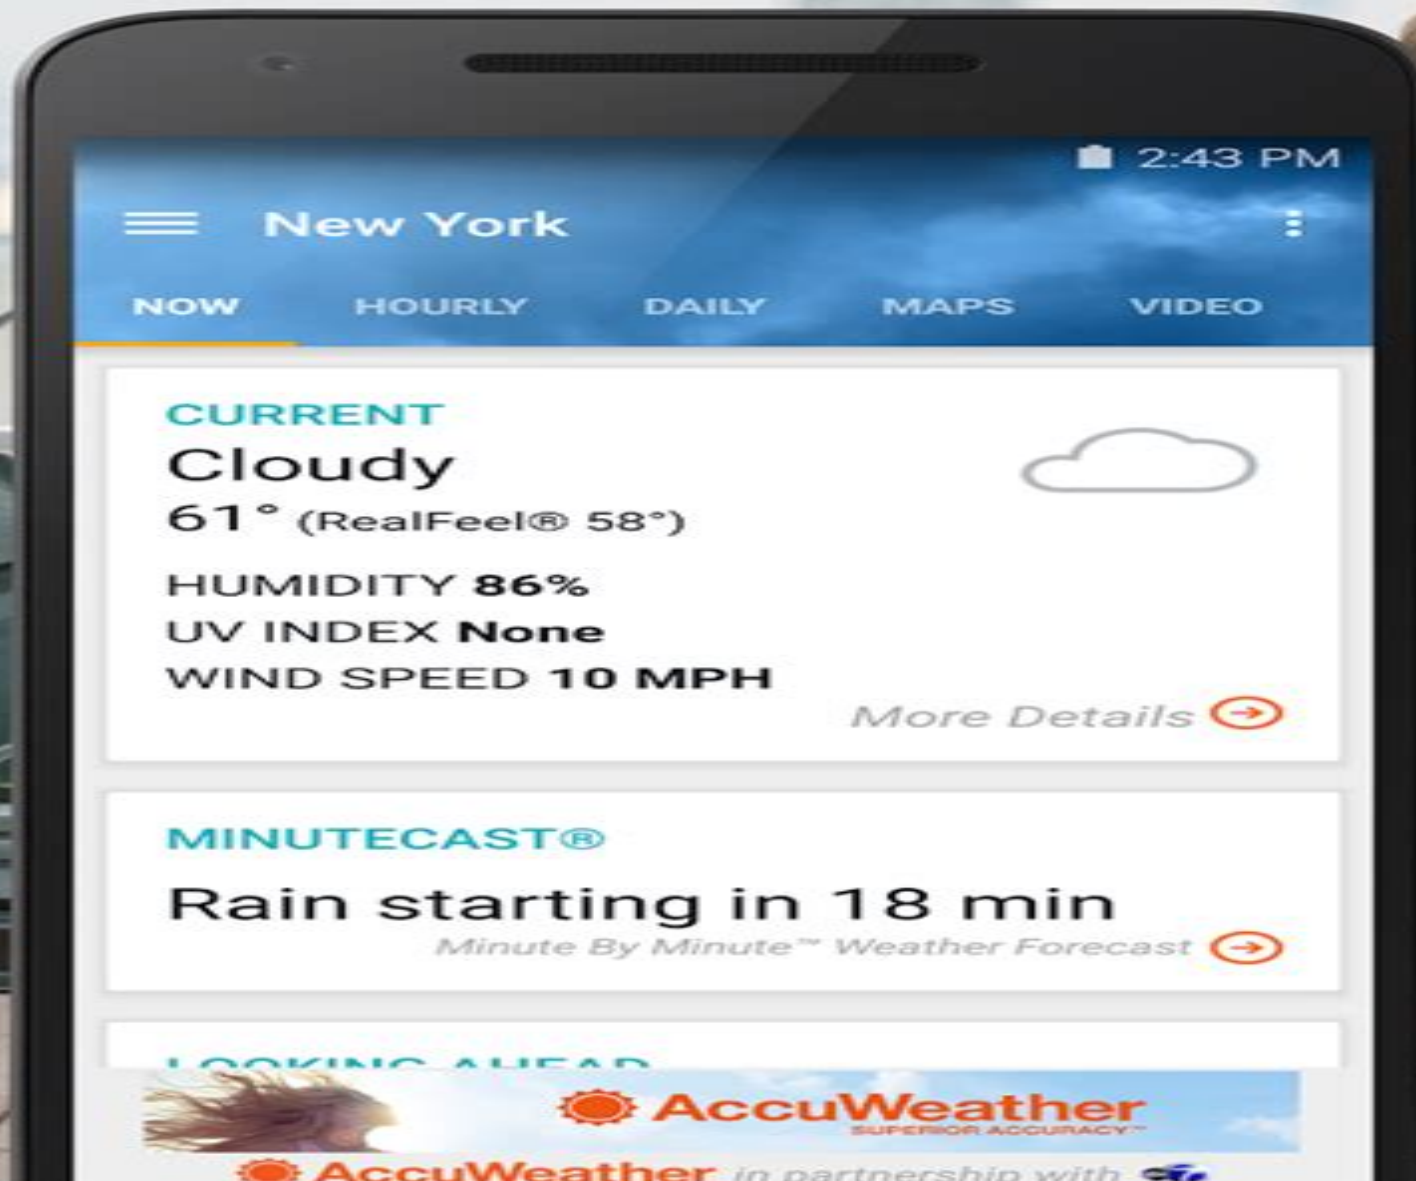 2:43 PM
New York
NOW HOURLY DAILY MAPS VIDEO
CURRENT
Cloudy
61° (RealFeel® 58°)
HUMIDITY 86%
UV INDEX None
WIND SPEED 10 MPH
More Details
MINUTECAST®
Rain starting in 18 min
Minute By Minute™ Weather Forecast
LOOKING AHEAD
AccuWeather
SUPERIOR ACCURACY™
AccuWeather in partnership with